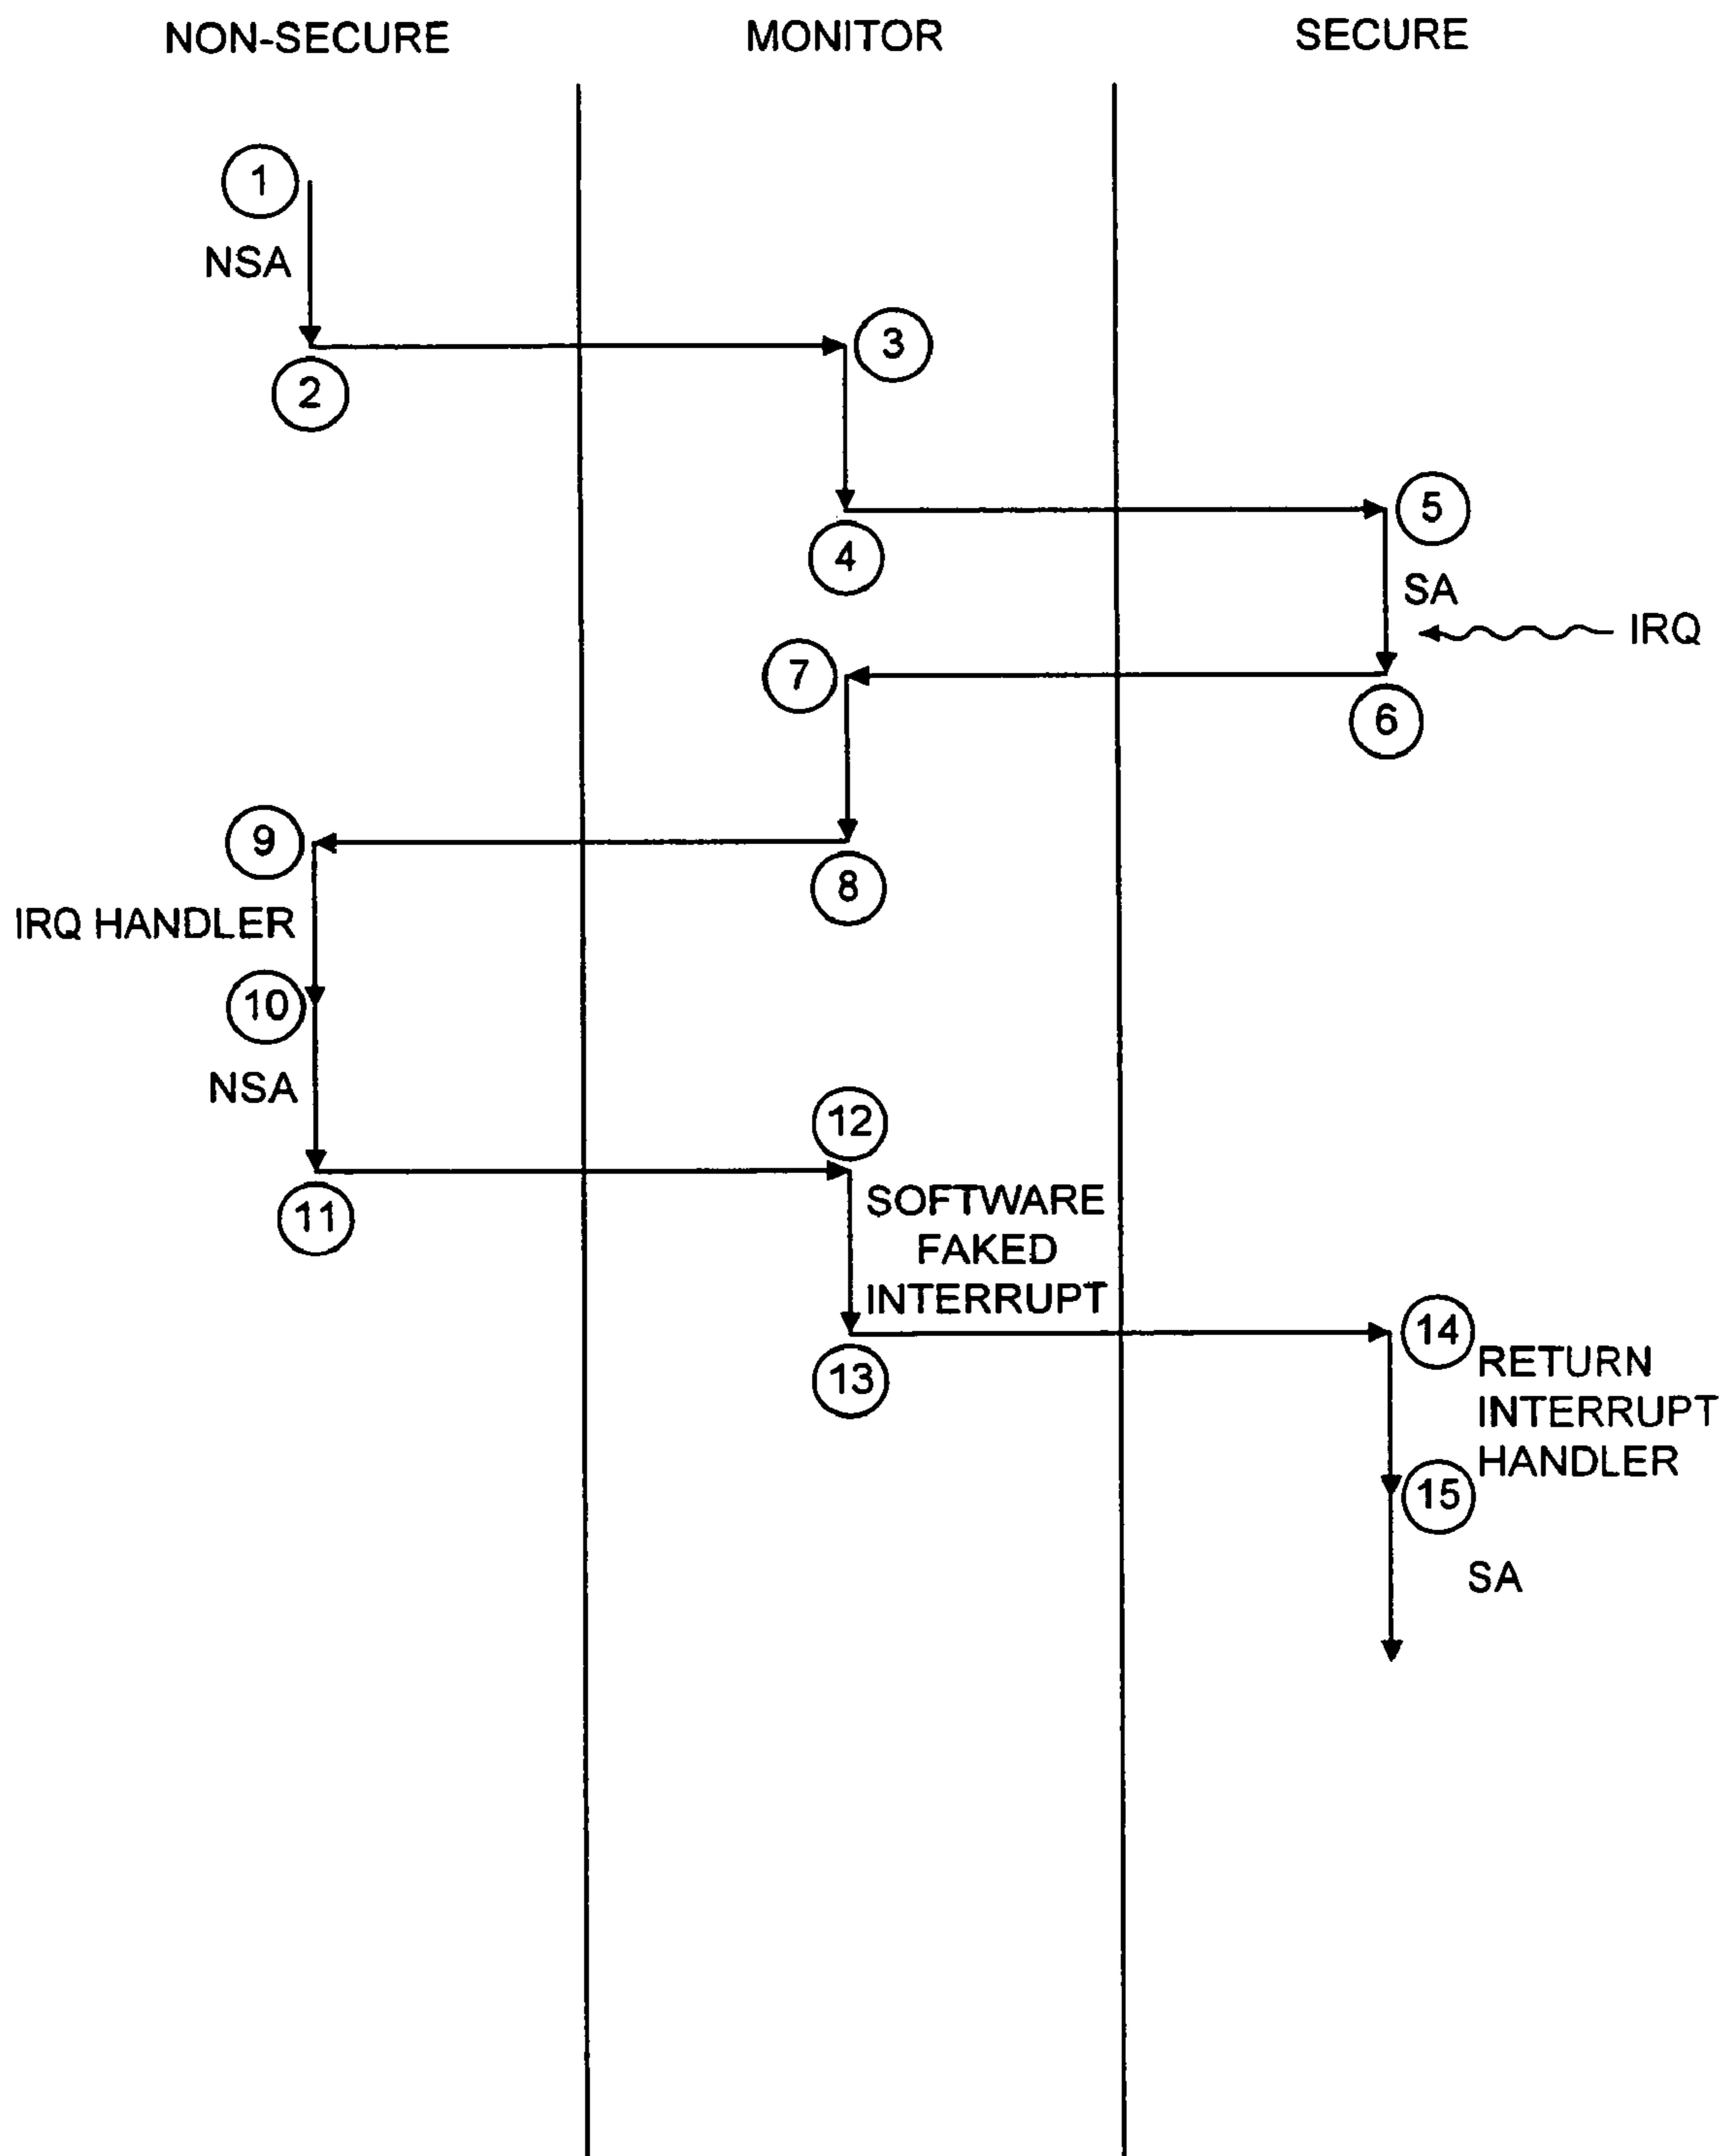 NON-SECURE MONITOR SECURE
1
NSA
2
3
4
5
SA
IRQ
6
7
8
9
IRQ HANDLER
10
NSA
11
12
SOFTWARE
FAKED
INTERRUPT
13
14
RETURN
INTERRUPT
HANDLER
15
SA